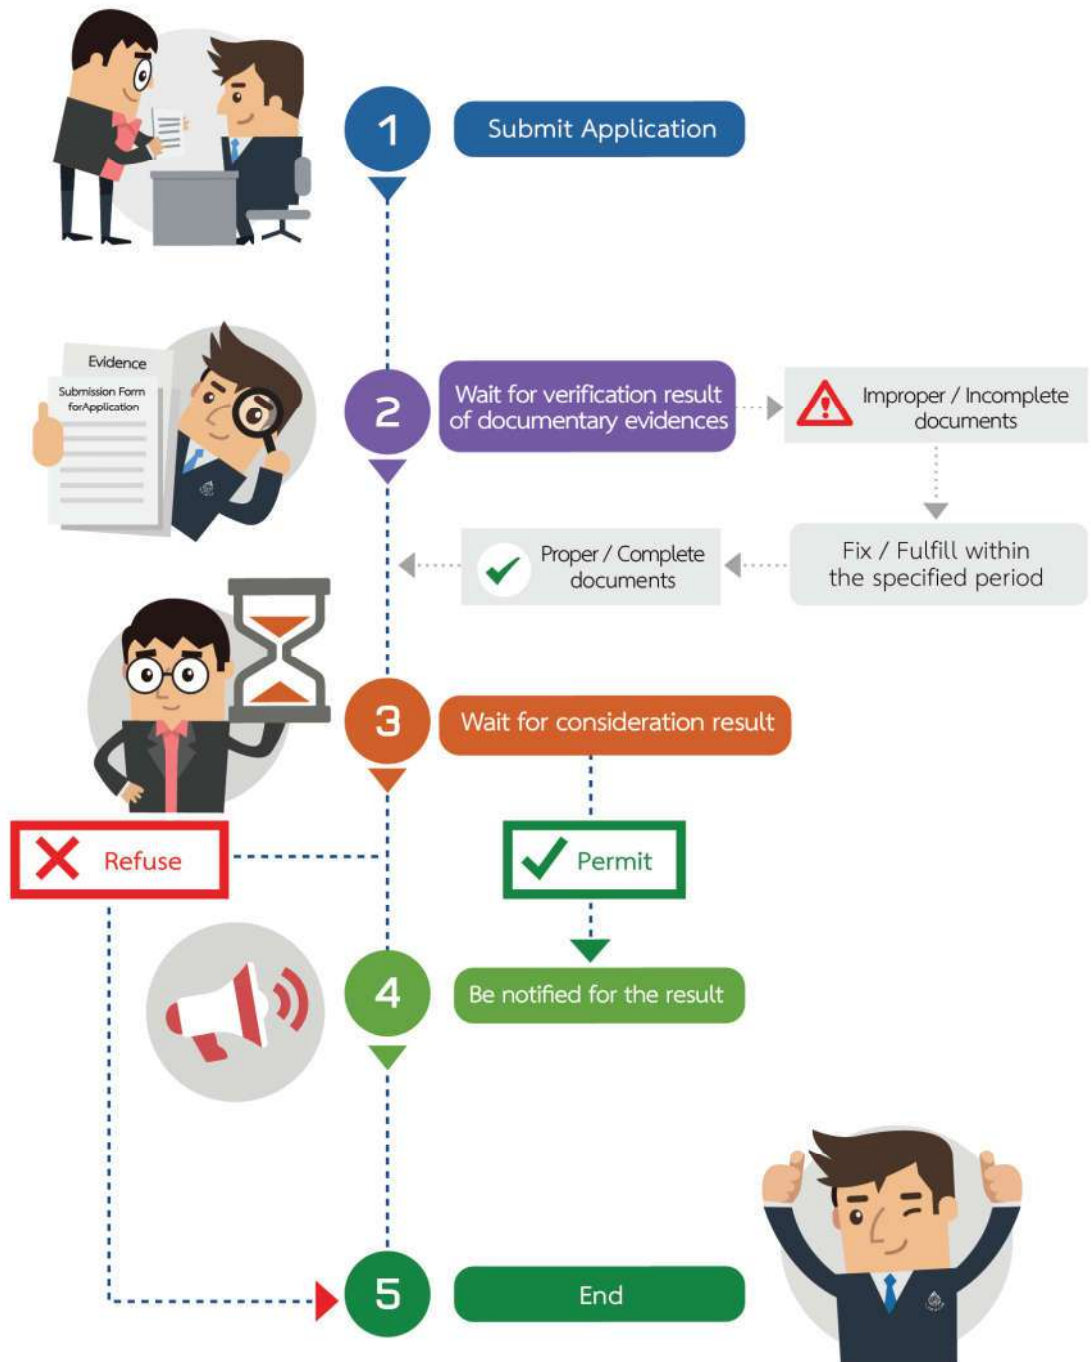 1
Submit Application
Evidence
Submission Form
forApplication
2
Wait for verification result
of documentary evidences
Improper / Incomplete
documents
Fix / Fulfill within
the specified period
Proper / Complete
documents
3
Wait for consideration result
Refuse
Permit
4
Be notified for the result
5
End